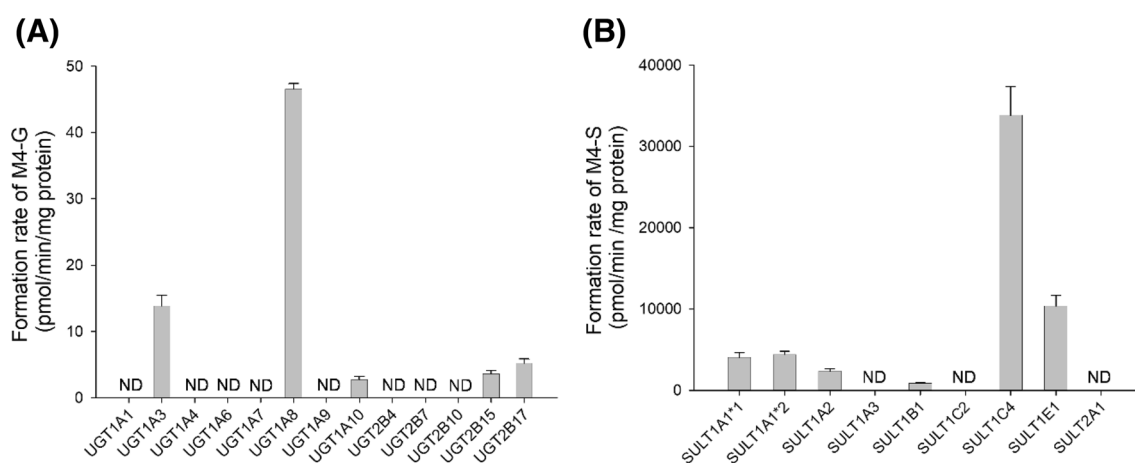 (A)
Formation rate of M4-G
(pmol/min/mg protein)
50
40
30
20
10
0
ND
ND
ND
ND
ND
ND
ND
ND
UGT1A1
UGT1A3
UGT1A4
UGT1A6
UGT1A7
UGT1A8
UGT1A9
UGT1A10
UGT2B4
UGT2B7
UGT2B10
UGT2B15
UGT2B17
(B)
Formation rate of M4-S
(pmol/min /mg protein)
40000
30000
20000
10000
0
ND
ND
ND
SULT1A1*1
SULT1A1*2
SULT1A2
SULT1A3
SULT1B1
SULT1C2
SULT1C4
SULT1E1
SULT2A1